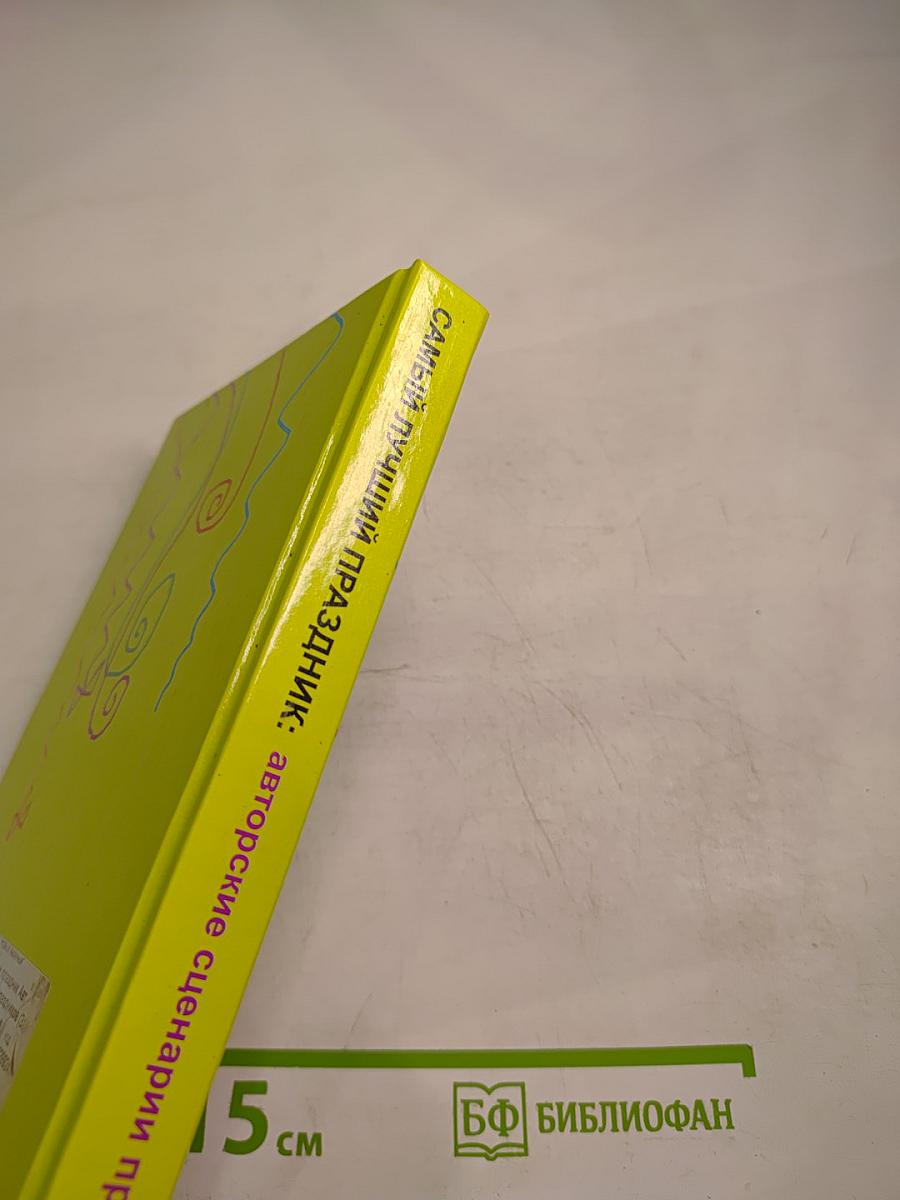 САМЫЙ ЛУЧШИЙ ПРАЗДНИК: авторские сценарии пр
15 см
БФ БИБЛИОФАН